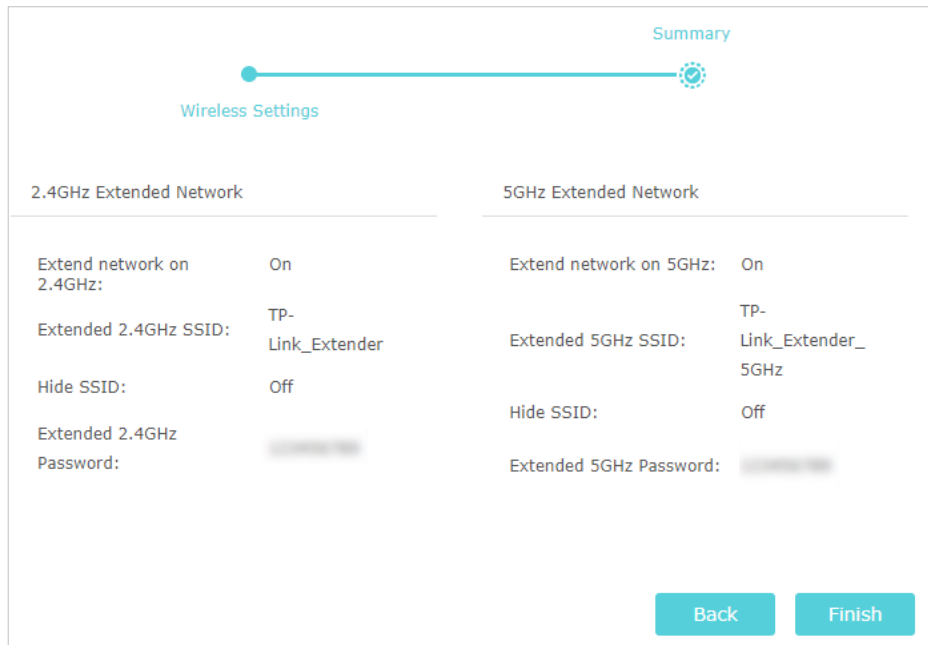 Summary
Wireless Settings
2.4GHz Extended Network
Extend network on
2.4GHz:
On
Extended 2.4GHz SSID:
TP-
Link_Extender
Hide SSID:
Off
Extended 2.4GHz
Password:
5GHz Extended Network
Extend network on 5GHz:
On
Extended 5GHz SSID:
TP-
Link_Extender_
5GHz
Hide SSID:
Off
Extended 5GHz Password:
Back
Finish